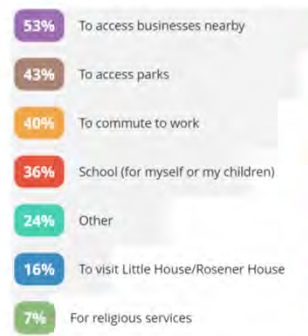 53% To access businesses nearby
43% To access parks
40% To commute to work
36% School (for myself or my children)
24% Other
16% To visit Little House/Rosener House
7% For religious services